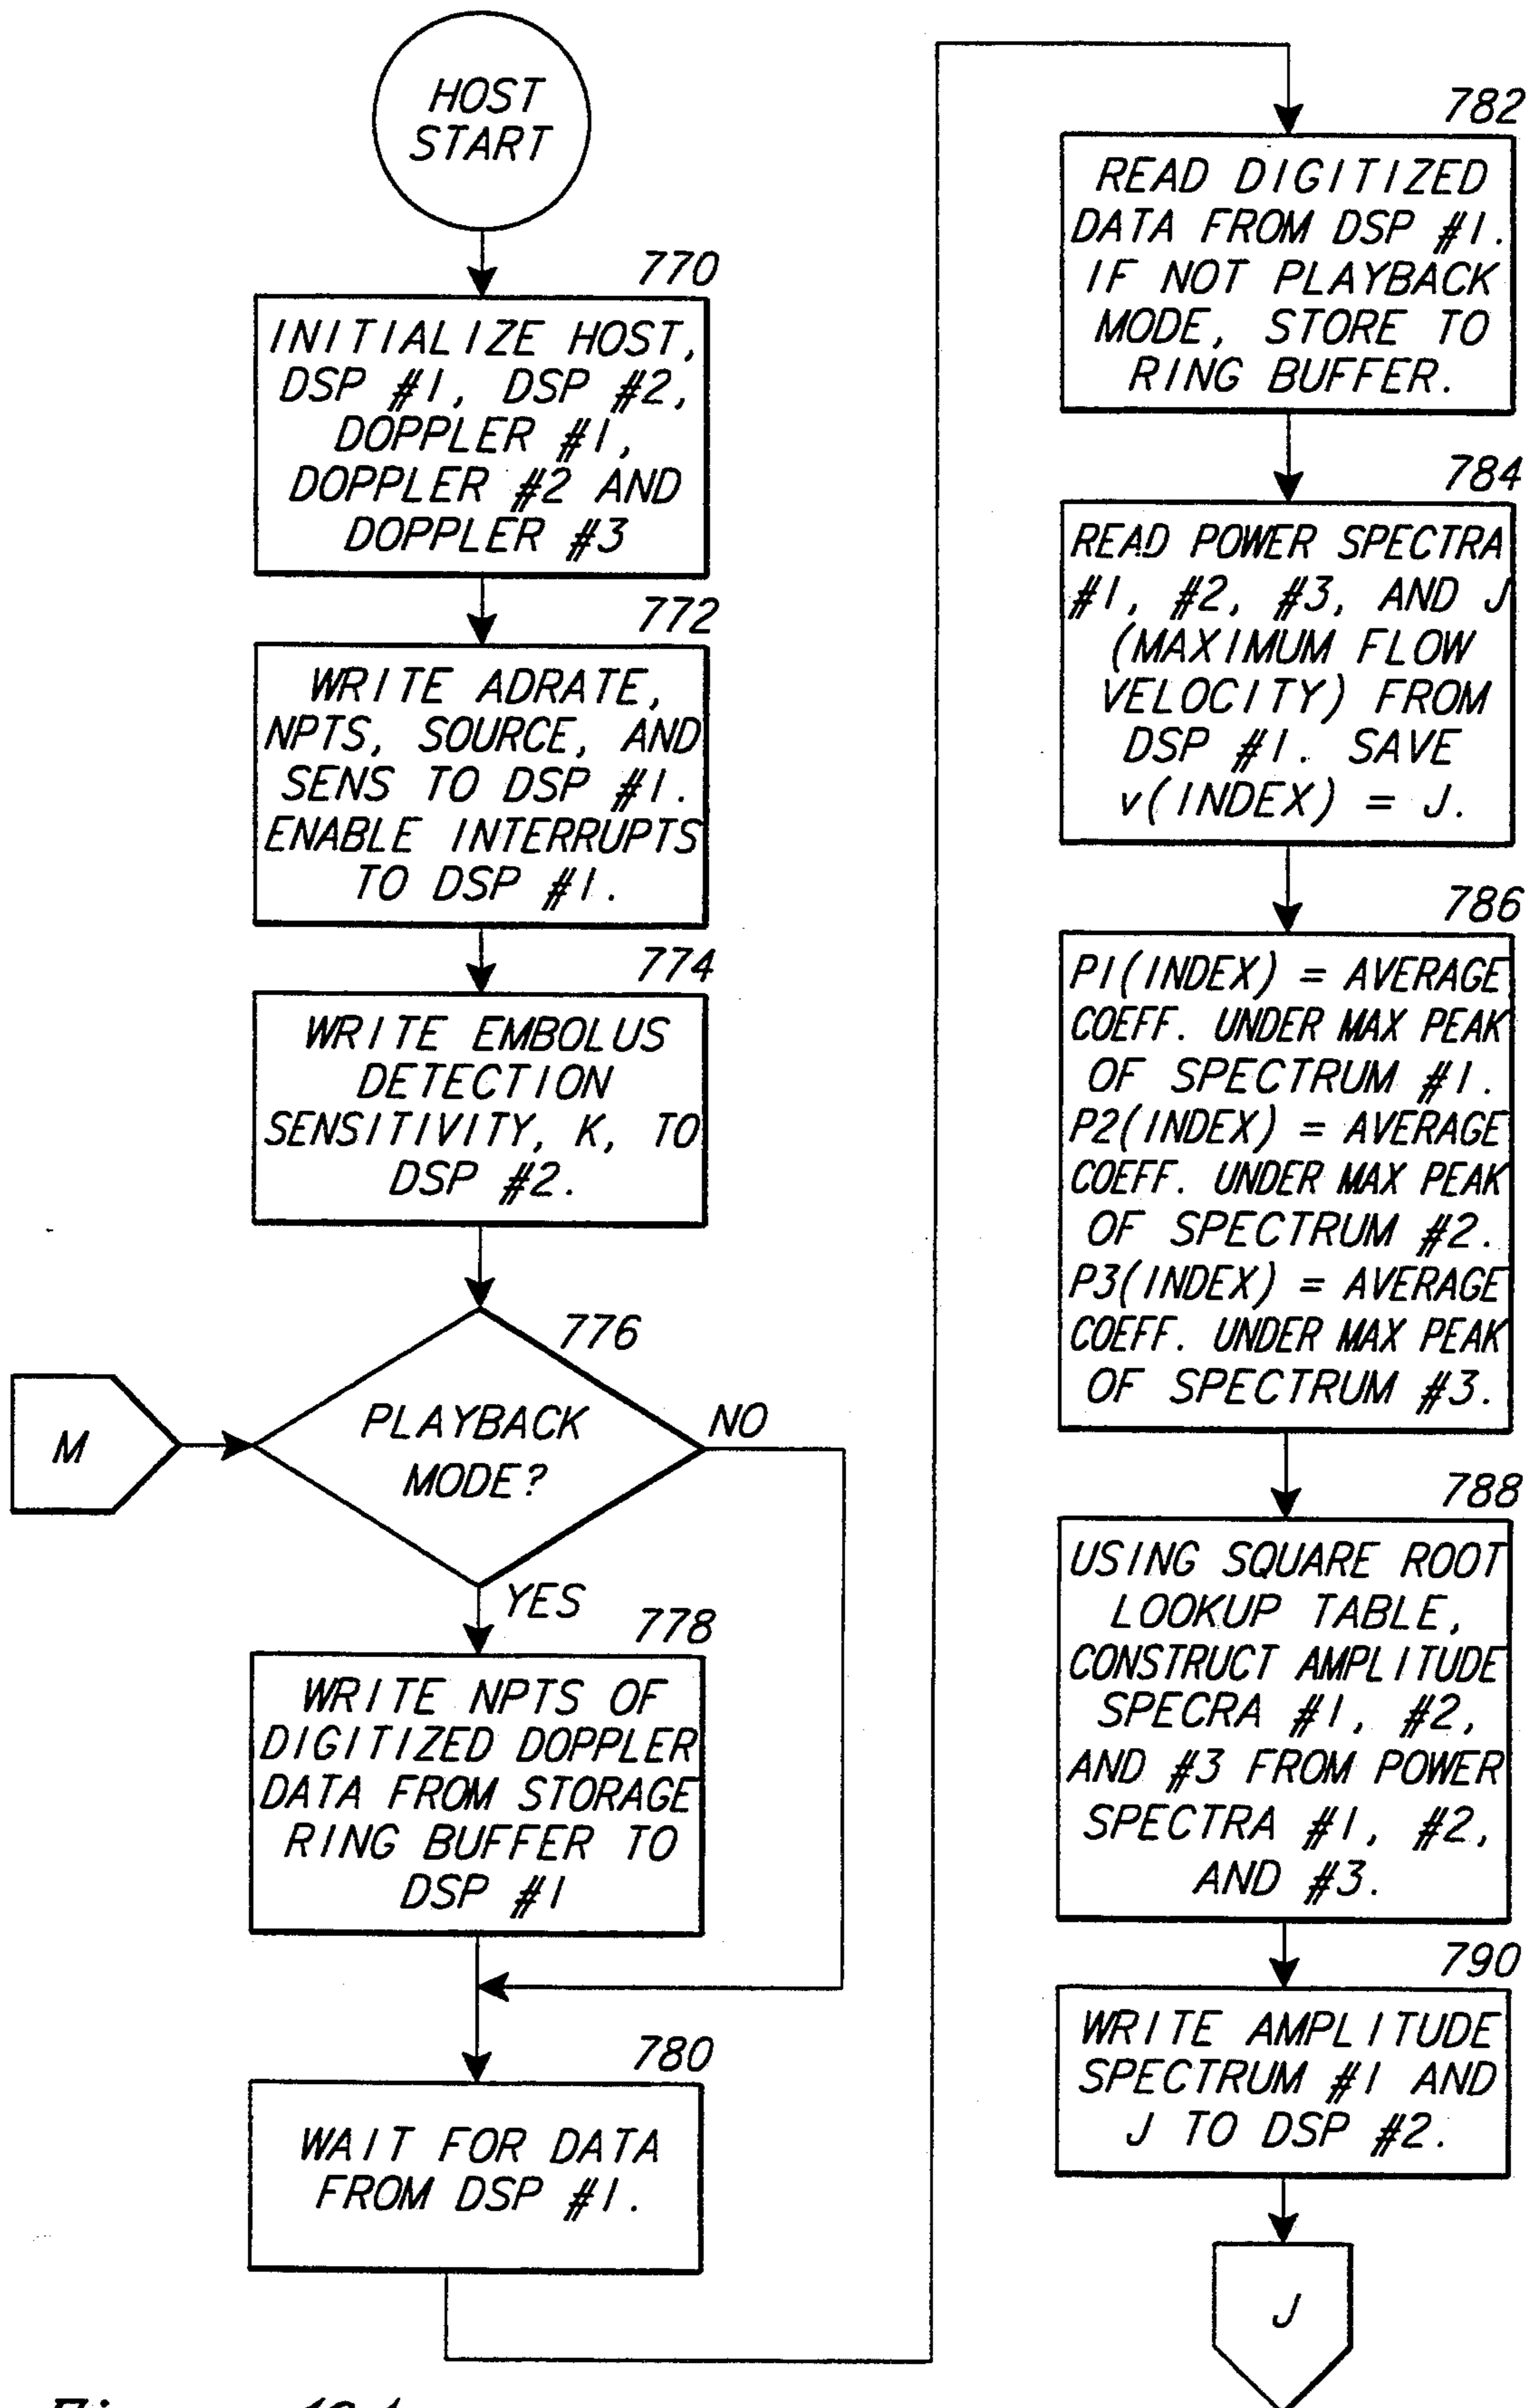 HOST
START
770
INITIALIZE HOST,
DSP #1, DSP #2,
DOPPLER #1,
DOPPLER #2 AND
DOPPLER #3
772
WRITE ADRATE,
NPTS, SOURCE, AND
SENS TO DSP #1.
ENABLE INTERRUPTS
TO DSP #1.
774
WRITE EMBOLUS
DETECTION
SENSITIVITY, K, TO
DSP #2.
776
M
PLAYBACK
MODE?
NO
YES
778
WRITE NPTS OF
DIGITIZED DOPPLER
DATA FROM STORAGE
RING BUFFER TO
DSP #1
780
WAIT FOR DATA
FROM DSP #1.
782
READ DIGITIZED
DATA FROM DSP #1.
IF NOT PLAYBACK
MODE, STORE TO
RING BUFFER.
784
READ POWER SPECTRA
#1, #2, #3, AND J
(MAXIMUM FLOW
VELOCITY) FROM
DSP #1. SAVE
v(INDEX) = J.
786
P1(INDEX) = AVERAGE
COEFF. UNDER MAX PEAK
OF SPECTRUM #1.
P2(INDEX) = AVERAGE
COEFF. UNDER MAX PEAK
OF SPECTRUM #2.
P3(INDEX) = AVERAGE
COEFF. UNDER MAX PEAK
OF SPECTRUM #3.
788
USING SQUARE ROOT
LOOKUP TABLE,
CONSTRUCT AMPLITUDE
SPECRA #1, #2,
AND #3 FROM POWER
SPECTRA #1, #2,
AND #3.
790
WRITE AMPLITUDE
SPECTRUM #1 AND
J TO DSP #2.
J